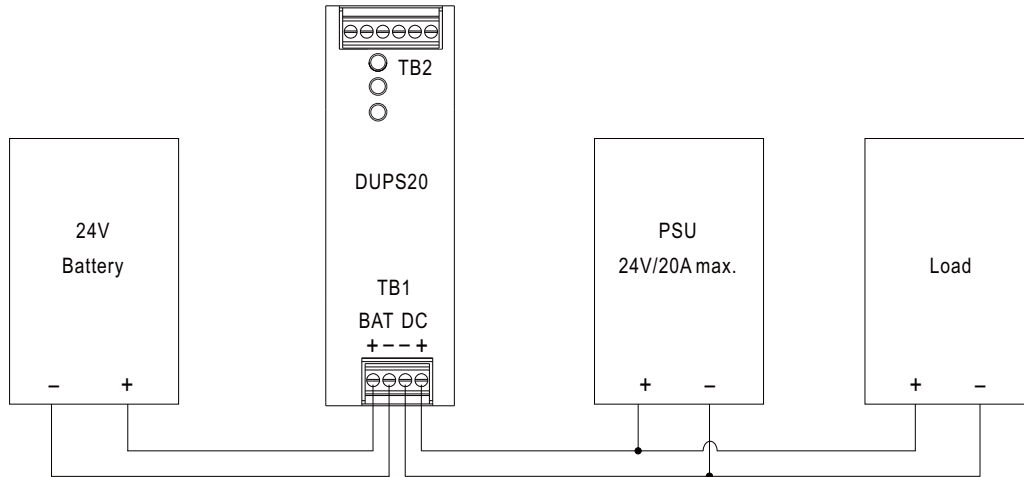 TB2
DUPS20
24V
Battery
PSU
24V/20A max.
Load
TB1
BAT DC
+ − − +
− +
+ −
+ −